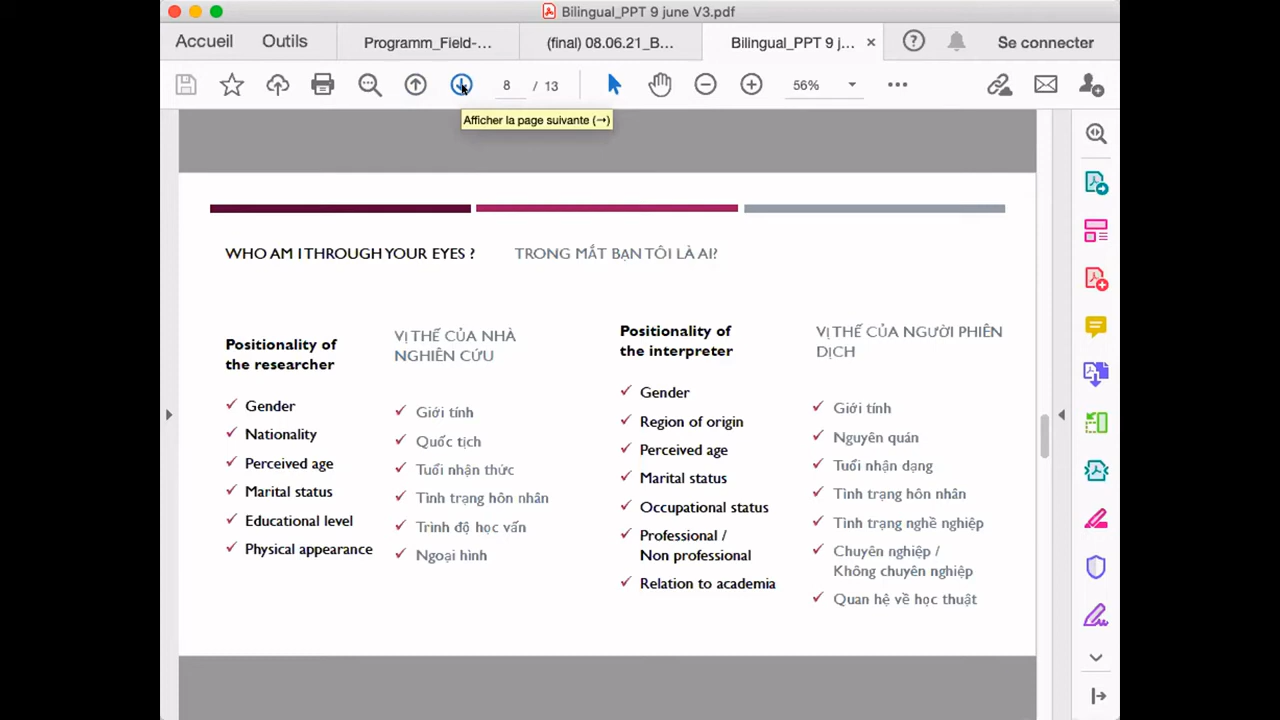 Bilingual_PPT 9 june V3.pdf
Accueil
Outils
Programm_Field-...
(final) 08.06.21_B...
Bilingual_PPT 9 j...
Se connecter
8 / 13
56%
Afficher la page suivante (→)
WHO AM I THROUGH YOUR EYES ?
TRONG MẮT BẠN TÔI LÀ AI?
Positionality of
the researcher
Gender
Nationality
Perceived age
Marital status
Educational level
Physical appearance
VỊ THẾ CỦA NHÀ
NGHIÊN CỨU
Giới tính
Quốc tịch
Tuổi nhận thức
Tình trạng hôn nhân
Trình độ học vấn
Ngoại hình
Positionality of
the interpreter
Gender
Region of origin
Perceived age
Marital status
Occupational status
Professional /
Non professional
Relation to academia
VỊ THẾ CỦA NGƯỜI PHIÊN
DỊCH
Giới tính
Nguyên quán
Tuổi nhận dạng
Tình trạng hôn nhân
Tình trạng nghề nghiệp
Chuyên nghiệp /
Không chuyên nghiệp
Quan hệ về học thuật